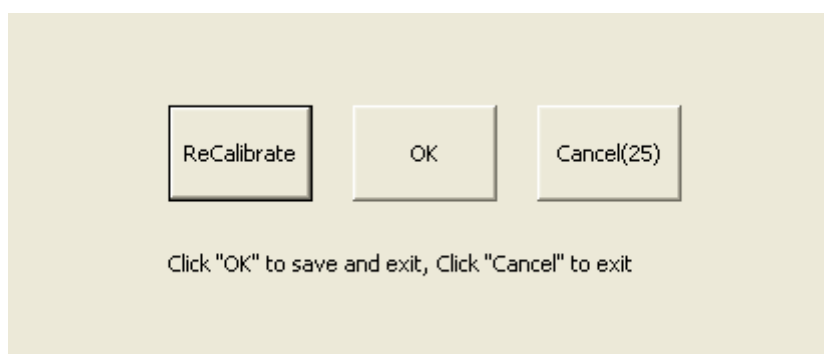 ReCalibrate OK Cancel(25)
Click "OK" to save and exit, Click "Cancel" to exit